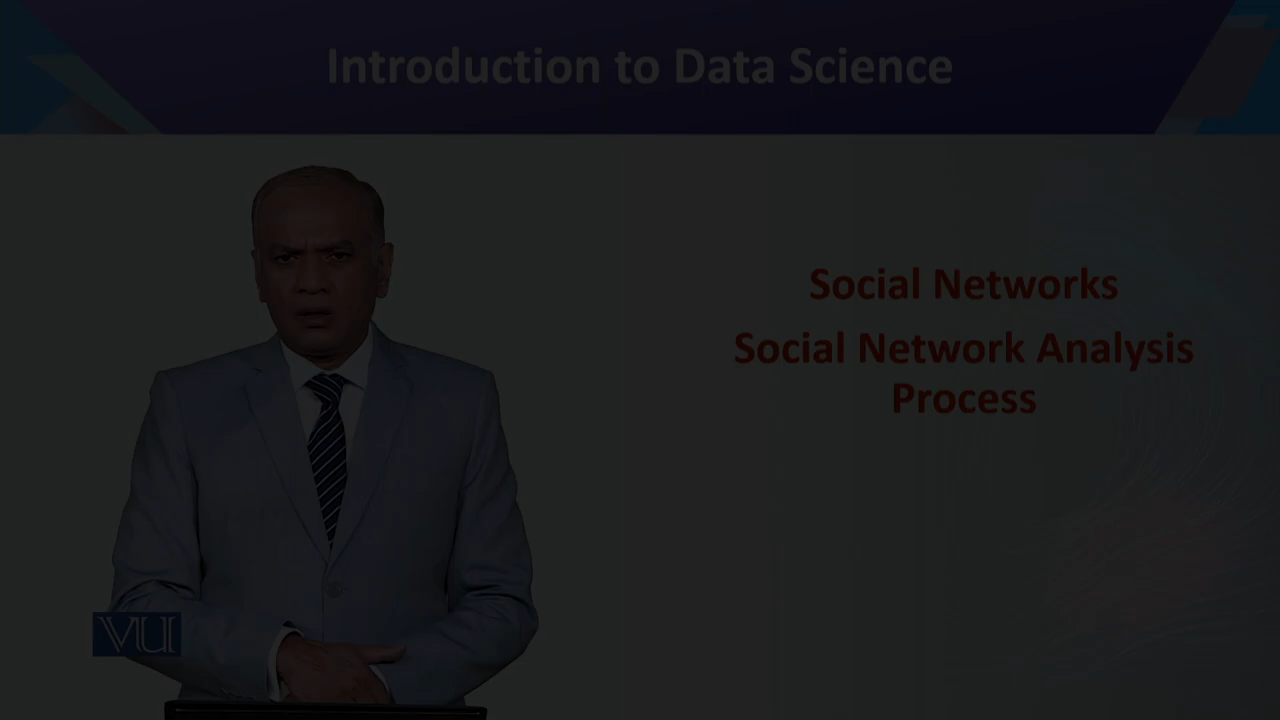 Introduction to Data Science
Social Networks
Social Network Analysis
Process
VU